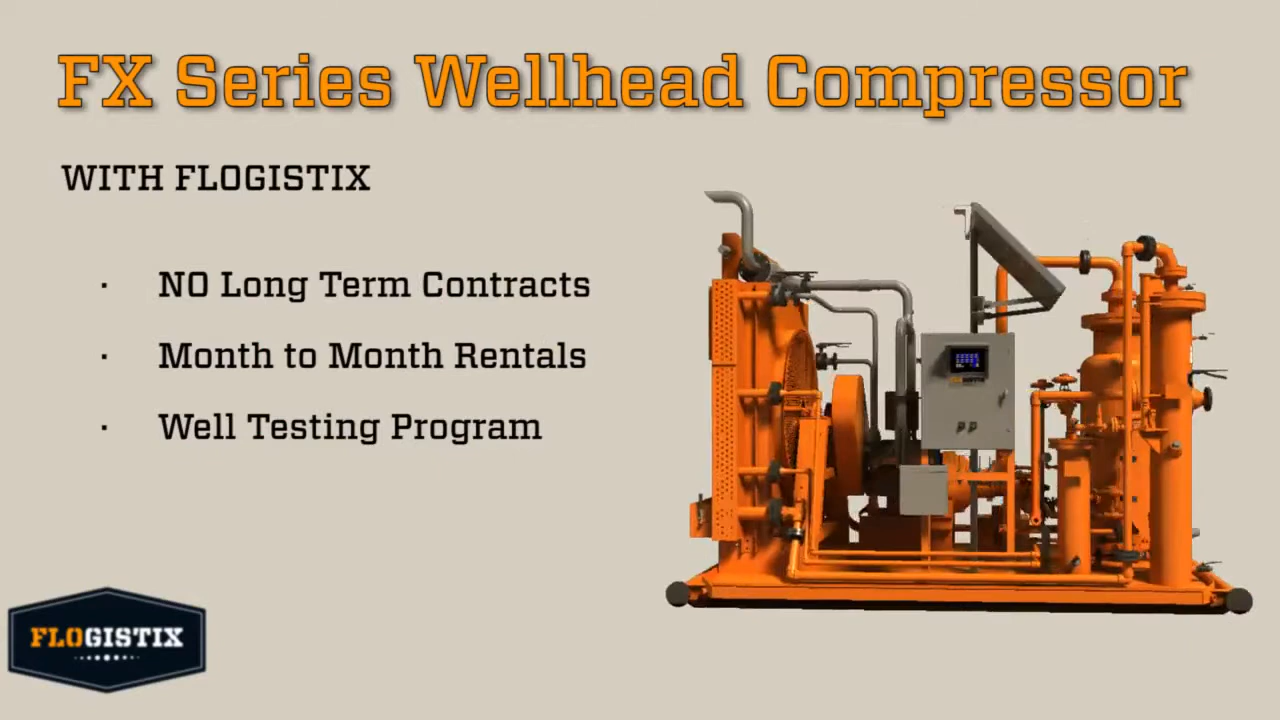 FX Series Wellhead Compressor
WITH FLOGISTIX
· NO Long Term Contracts
· Month to Month Rentals
· Well Testing Program
FLOGISTIX